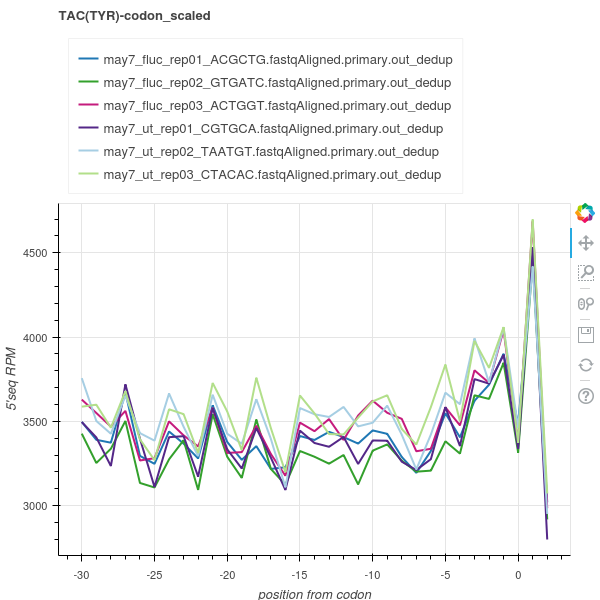 TAC(TYR)-codon_scaled
may7_fluc_rep01_ACGCTG.fastqAligned.primary.out_dedup
may7_fluc_rep02_GTGATC.fastqAligned.primary.out_dedup
may7_fluc_rep03_ACTGGT.fastqAligned.primary.out_dedup
may7_ut_rep01_CGTGCA.fastqAligned.primary.out_dedup
may7_ut_rep02_TAATGT.fastqAligned.primary.out_dedup
may7_ut_rep03_CTACAC.fastqAligned.primary.out_dedup
4500
4000
3500
3000
5'seq RPM
-30 -25 -20 -15 -10 -5 0
position from codon